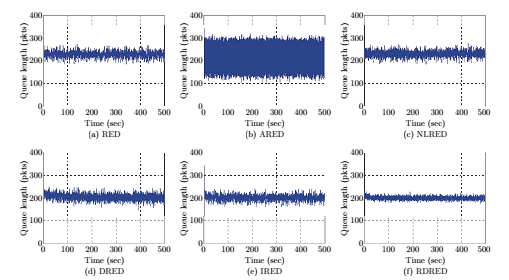 400 400 400
300 300 300
200 200 200
100 100 100
0 0 0
Queue length (pkts) Queue length (pkts) Queue length (pkts)
0 100 200 300 400 500 0 100 200 300 400 500 0 100 200 300 400 500
Time (sec) Time (sec) Time (sec)
(a) RED (b) ARED (c) NLRED
400 400 400
300 300 300
200 200 200
100 100 100
0 0 0
Queue length (pkts) Queue length (pkts) Queue length (pkts)
0 100 200 300 400 500 0 100 200 300 400 500 0 100 200 300 400 500
Time (sec) Time (sec) Time (sec)
(d) DRED (e) IRED (f) RDRED